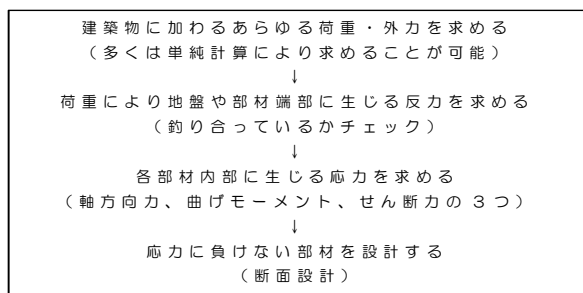 建築物に加わるあらゆる荷重・外力を求める
（多くは単純計算により求めることが可能）
↓
荷重により地盤や部材端部に生じる反力を求める
（釣り合っているかチェック）
↓
各部材内部に生じる応力を求める
（軸方向力、曲げモーメント、せん断力の３つ）
↓
応力に負けない部材を設計する
（断面設計）